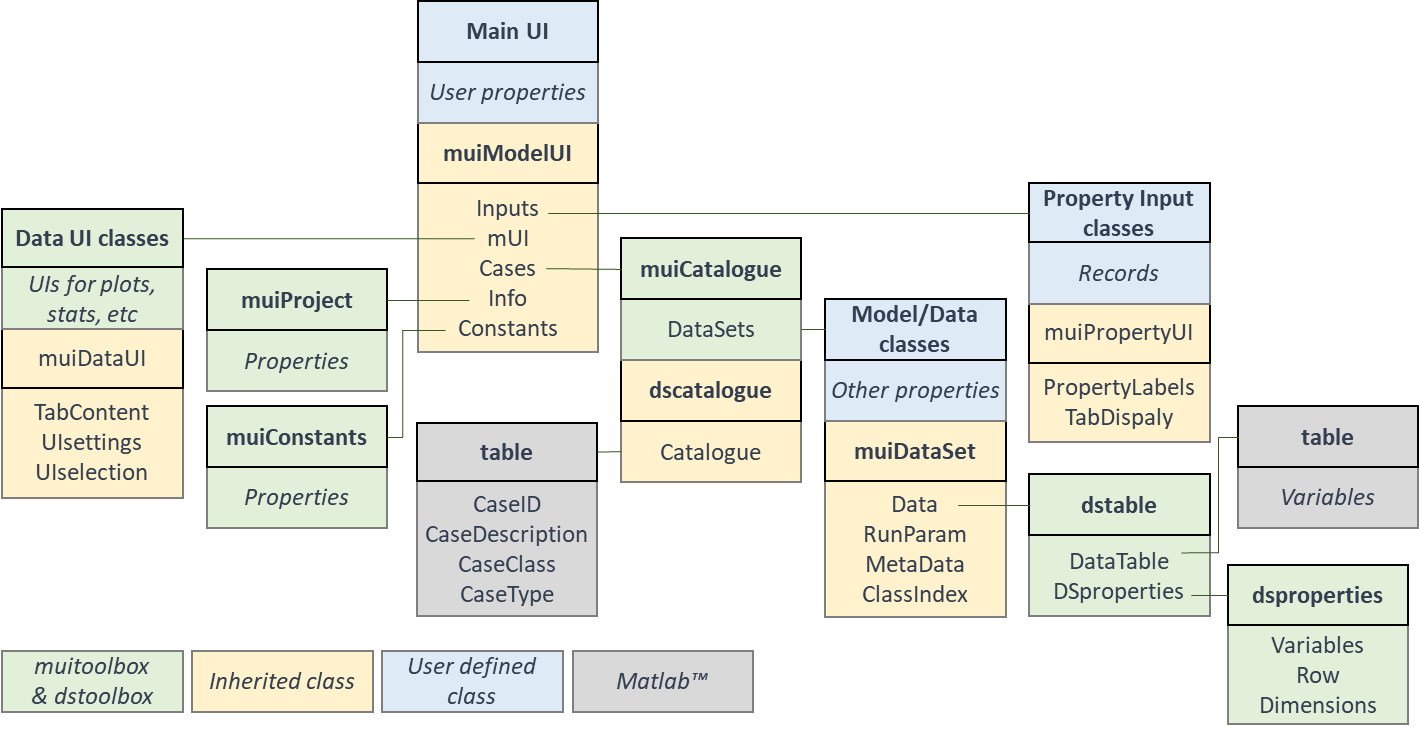 Main UI
User properties
muiModelUI
Inputs
mUI
Cases
Info
Constants
Data UI classes
UIs for plots,
stats, etc
muiDataUI
TabContent
UIsettings
UIselection
muiProject
Properties
muiConstants
Properties
table
CaseID
CaseDescription
CaseClass
CaseType
muiCatalogue
DataSets
dscatalogue
Catalogue
Model/Data
classes
Other properties
muiDataSet
Data
RunParam
MetaData
ClassIndex
Property Input
classes
Records
muiPropertyUI
PropertyLabels
TabDispaly
dstable
DataTable
DSproperties
table
Variables
dsproperties
Variables
Row
Dimensions
muitoolbox
& dstoolbox
Inherited class
User defined
class
Matlab™